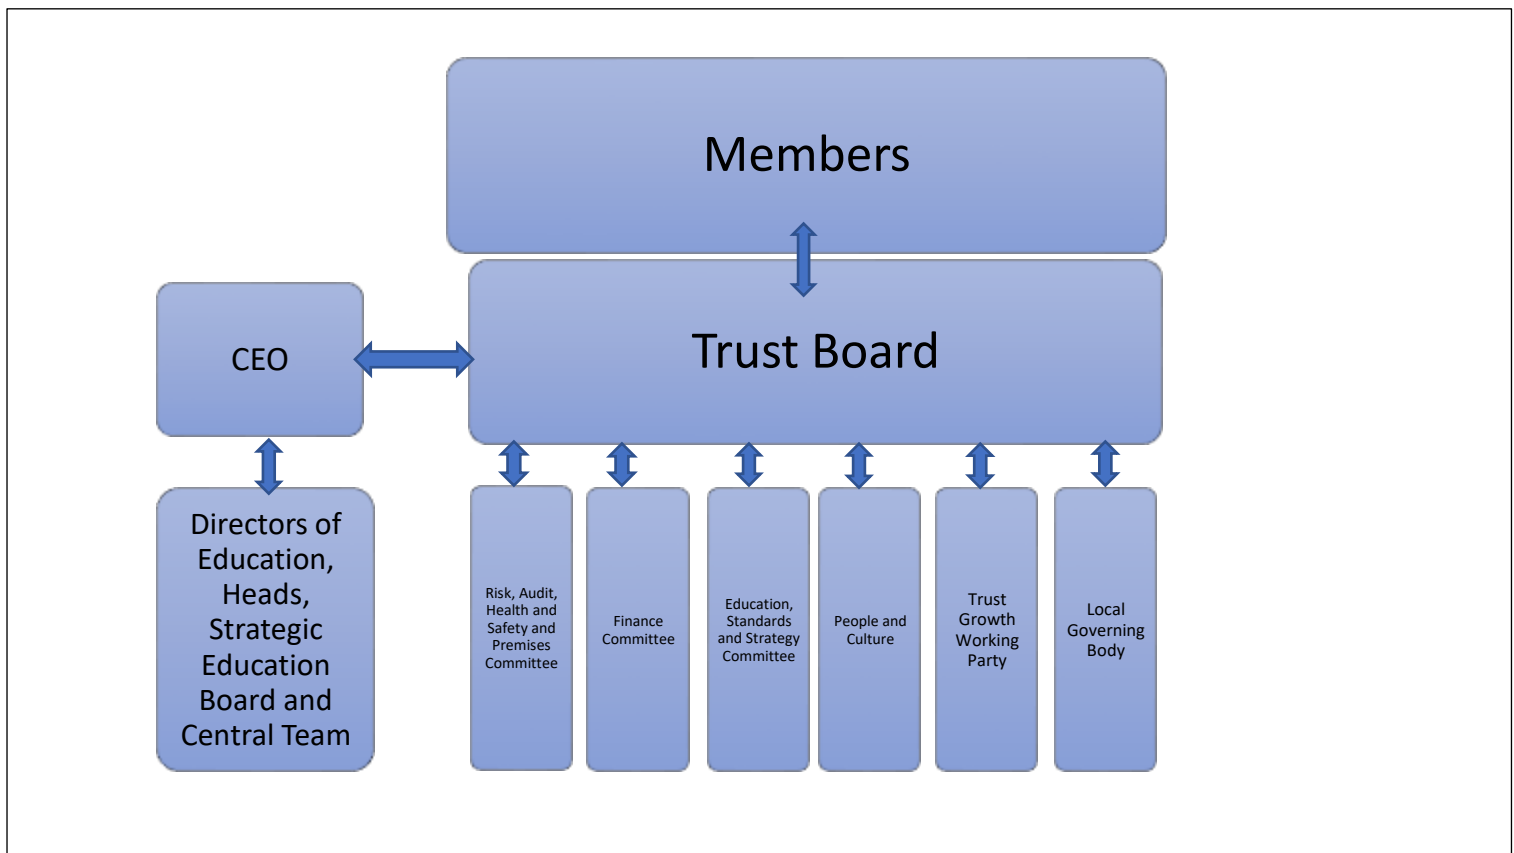 Members
Trust Board
CEO
Directors of
Education,
Heads,
Strategic
Education
Board and
Central Team
Risk, Audit,
Health and
Safety and
Premises
Committee
Finance
Committee
Education,
Standards
and Strategy
Committee
People and
Culture
Trust
Growth
Working
Party
Local
Governing
Body